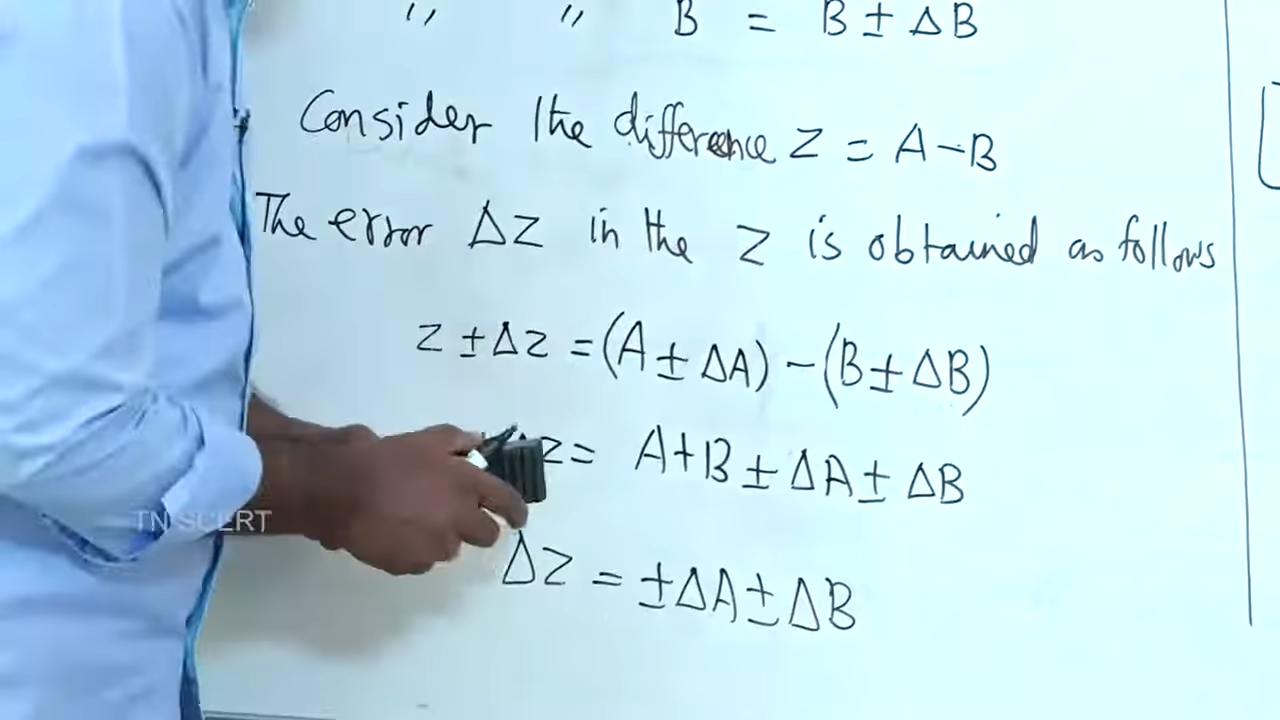 ,, ,, B = B ± ΔB
Consider the difference Z = A - B
The error ΔZ in the Z is obtained as follows
Z ± ΔZ = (A ± ΔA) - (B ± ΔB)
Z = A + B ± ΔA ± ΔB
ΔZ = ± ΔA ± ΔB
TN SCERT